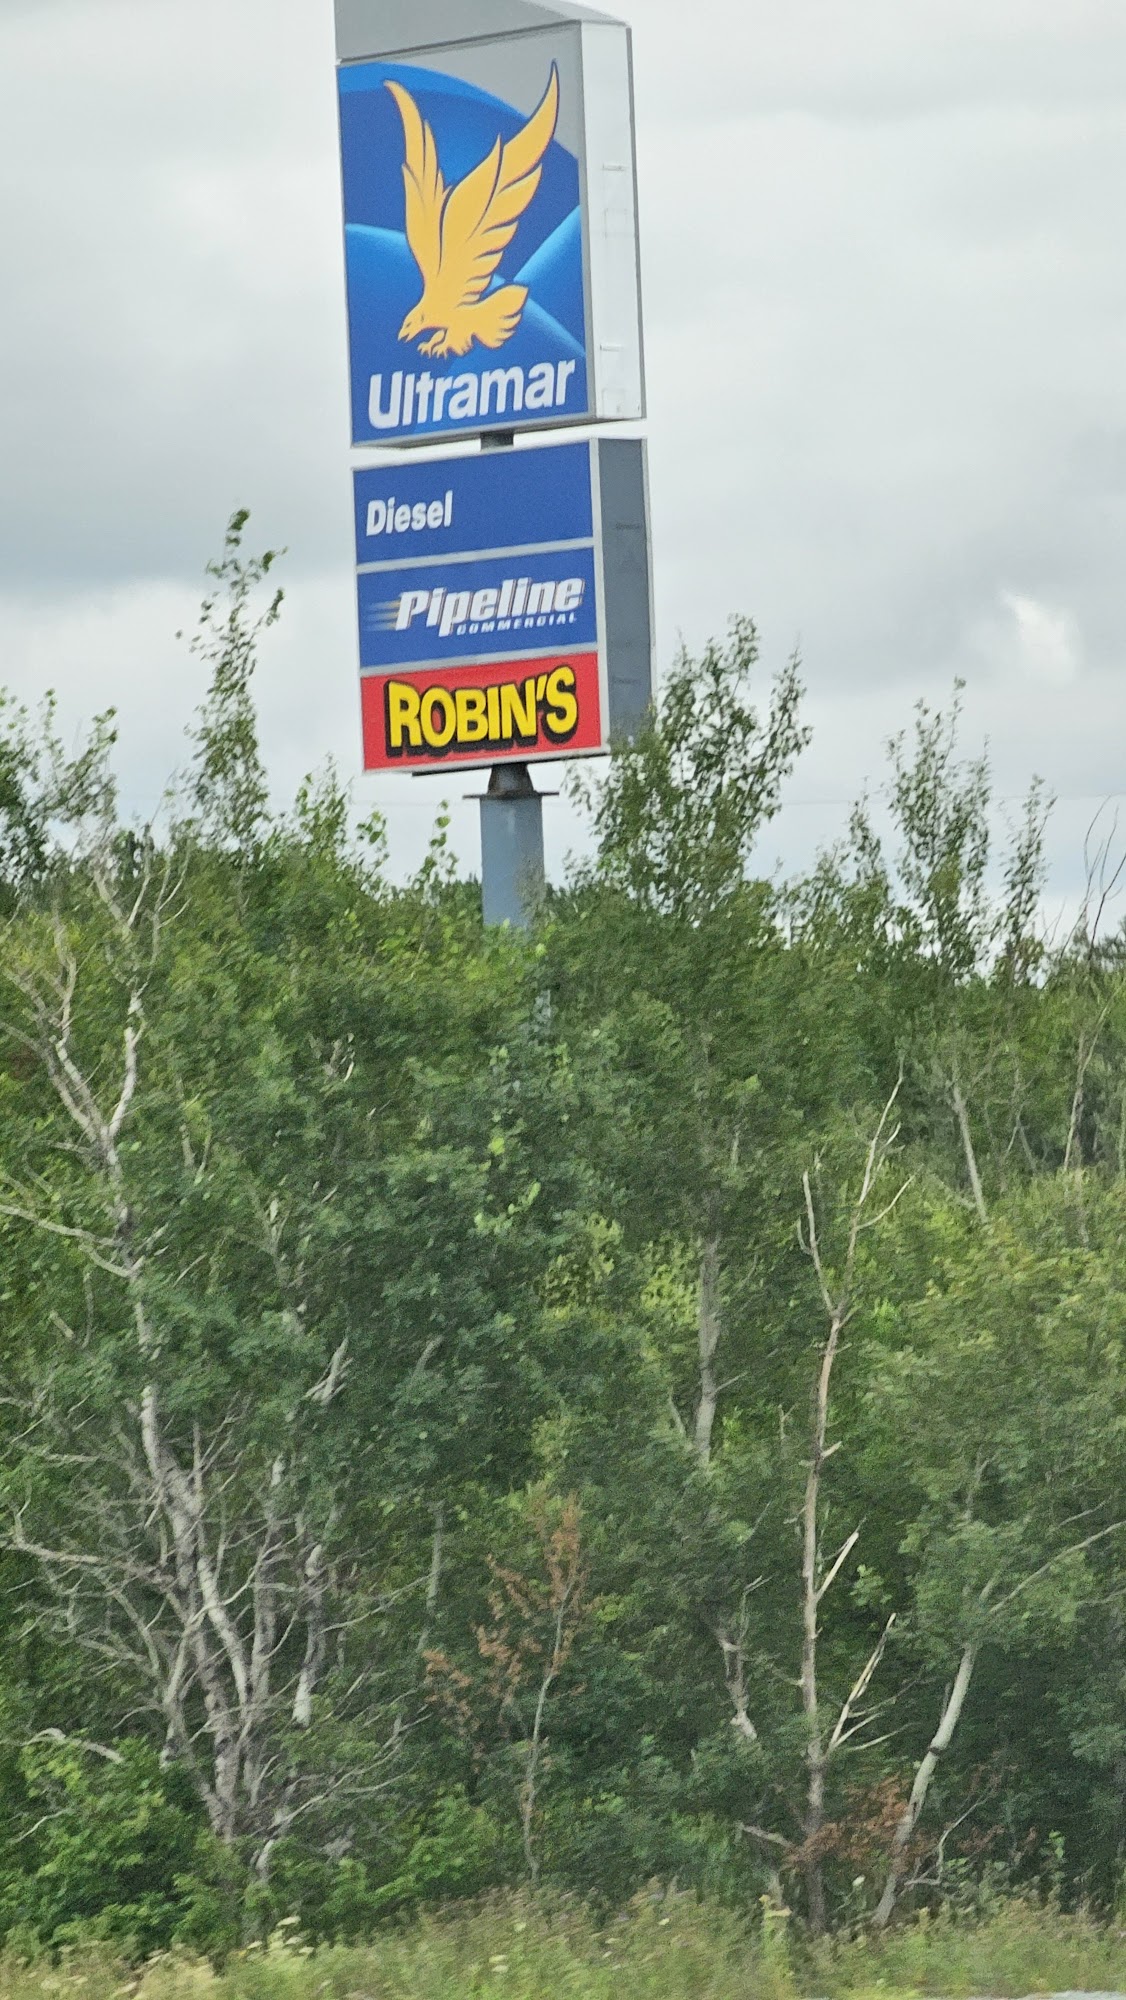 Ultramar
Diesel
Pipeline
COMMERCIAL
ROBIN'S